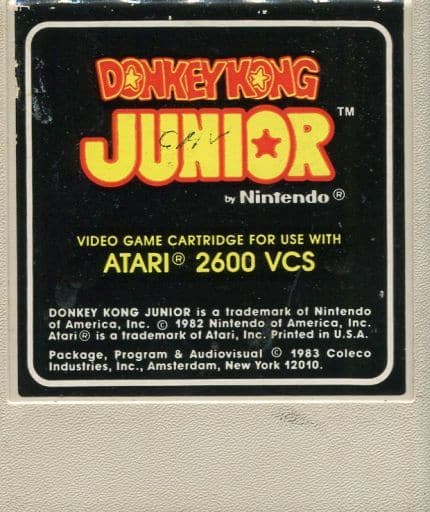 DONKEY KONG
JUNIOR™
by Nintendo®
VIDEO GAME CARTRIDGE FOR USE WITH
ATARI® 2600 VCS
DONKEY KONG JUNIOR is a trademark of Nintendo
of America, Inc. © 1982 Nintendo of America, Inc.
Atari® is a trademark of Atari, Inc. Printed in U.S.A.
Package, Program & Audiovisual © 1983 Coleco
Industries, Inc., Amsterdam, New York 12010.